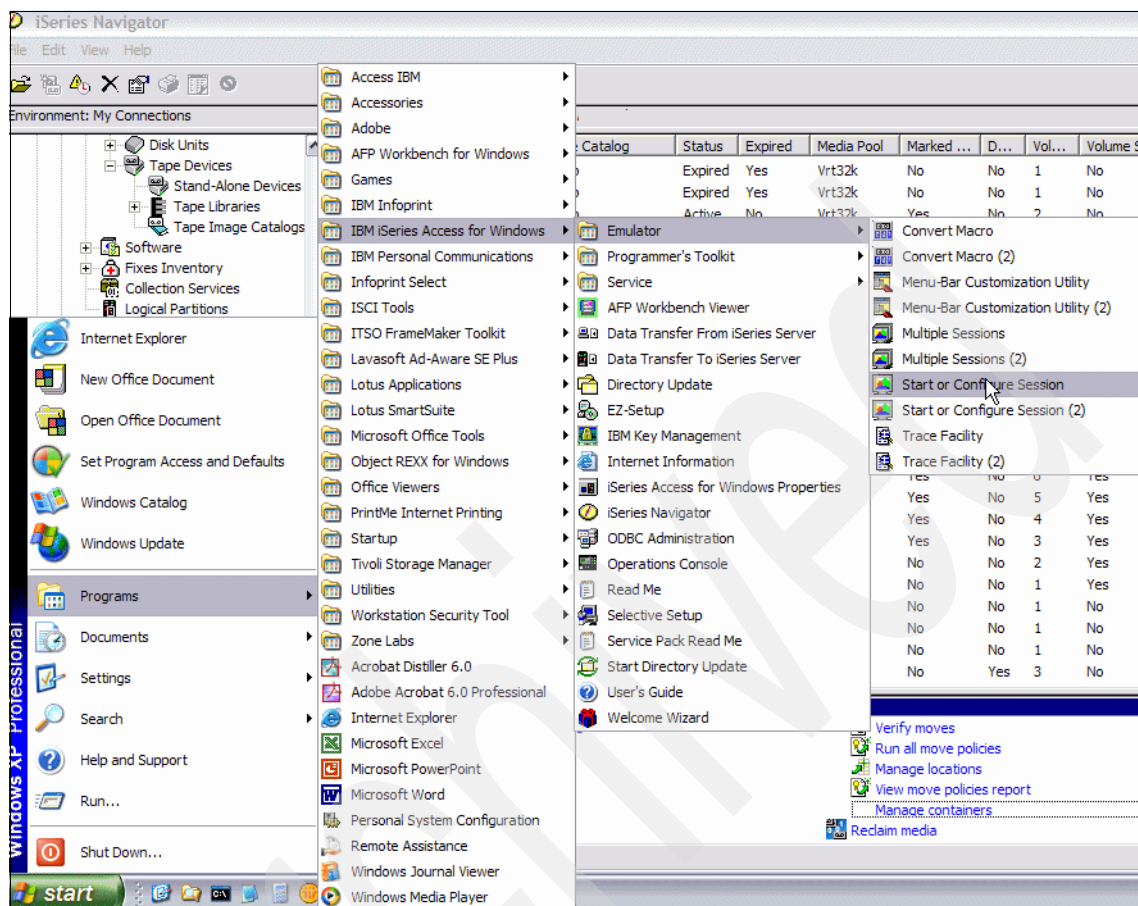 iSeries Navigator
File Edit View Help
Environment: My Connections
Disk Units
Tape Devices
Stand-Alone Devices
Tape Libraries
Tape Image Catalogs
Software
Fixes Inventory
Collection Services
Logical Partitions
Internet Explorer
New Office Document
Open Office Document
Set Program Access and Defaults
Windows Catalog
Windows Update
Programs
Documents
Settings
Search
Help and Support
Run...
Shut Down...
Windows XP Professional
start
Access IBM
Accessories
Adobe
AFP Workbench for Windows
Games
IBM Infoprint
IBM iSeries Access for Windows
IBM Personal Communications
Infoprint Select
ISCI Tools
ITSO FrameMaker Toolkit
Lavasoft Ad-Aware SE Plus
Lotus Applications
Lotus SmartSuite
Microsoft Office Tools
Object REXX for Windows
Office Viewers
PrintMe Internet Printing
Startup
Tivoli Storage Manager
Utilities
Workstation Security Tool
Zone Labs
Acrobat Distiller 6.0
Adobe Acrobat 6.0 Professional
Internet Explorer
Microsoft Excel
Microsoft PowerPoint
Microsoft Word
Personal System Configuration
Remote Assistance
Windows Journal Viewer
Windows Media Player
Emulator
Programmer's Toolkit
Service
AFP Workbench Viewer
Data Transfer From iSeries Server
Data Transfer To iSeries Server
Directory Update
EZ-Setup
IBM Key Management
Internet Information
iSeries Access for Windows Properties
iSeries Navigator
ODBC Administration
Operations Console
Read Me
Selective Setup
Service Pack Read Me
Start Directory Update
User's Guide
Welcome Wizard
Convert Macro
Convert Macro (2)
Menu-Bar Customization Utility
Menu-Bar Customization Utility (2)
Multiple Sessions
Multiple Sessions (2)
Start or Configure Session
Start or Configure Session (2)
Trace Facility
Trace Facility (2)
Catalog Status Expired Media Pool Marked ... D... Vol... Volume S
Expired Yes Vrt32k No No 1 No
Expired Yes Vrt32k No No 1 No
Active No Vrt32k Yes No 2 No
Yes No 6 Yes
Yes No 5 Yes
Yes No 4 Yes
Yes No 3 Yes
No No 2 Yes
No No 1 Yes
No No 1 No
No No 1 No
No No 1 No
No Yes 3 No
Verify moves
Run all move policies
Manage locations
View move policies report
Manage containers
Reclaim media